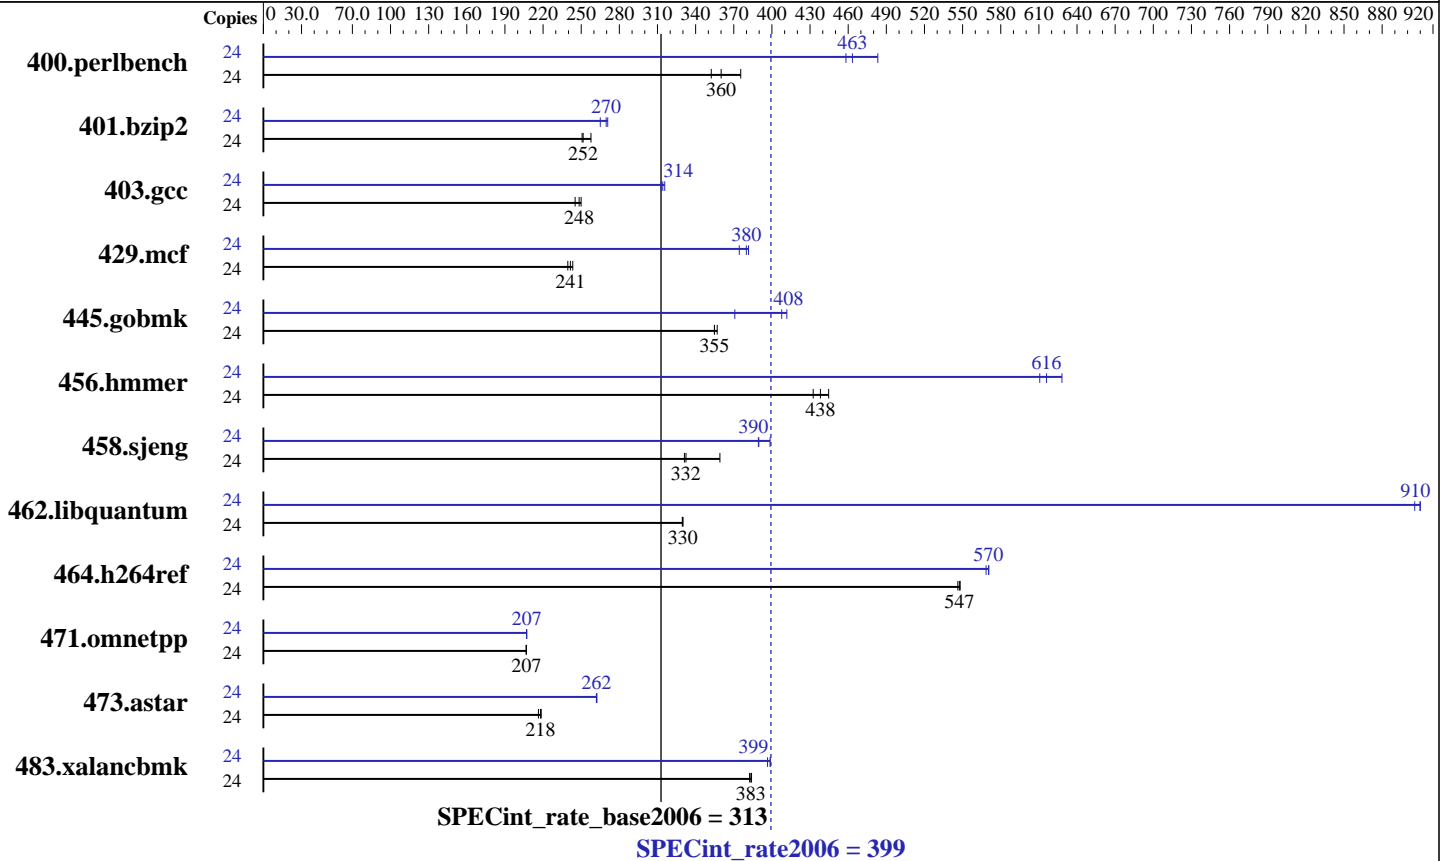 Copies 0 30.0 70.0 100 130 160 190 220 250 280 310 340 370 400 430 460 490 520 550 580 610 640 670 700 730 760 790 820 850 880 920
400.perlbench 24 463
24 360
401.bzip2 24 270
24 252
403.gcc 24 314
24 248
429.mcf 24 380
24 241
445.gobmk 24 408
24 355
456.hmmer 24 616
24 438
458.sjeng 24 390
24 332
462.libquantum 24 910
24 330
464.h264ref 24 570
24 547
471.omnetpp 24 207
24 207
473.astar 24 262
24 218
483.xalancbmk 24 399
24 383
SPECint_rate_base2006 = 313
SPECint_rate2006 = 399